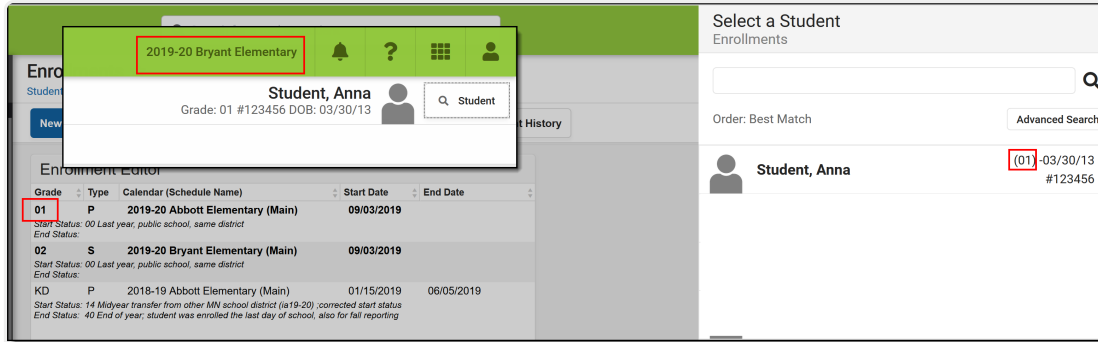 2019-20 Bryant Elementary
?
Student, Anna
Grade: 01 #123456 DOB: 03/30/13
Student
Enro
Student
New
t History
Enrollment Editor
Grade Type Calendar (Schedule Name) Start Date End Date
01 P 2019-20 Abbott Elementary (Main) 09/03/2019
Start Status: 00 Last year, public school, same district
End Status:
02 S 2019-20 Bryant Elementary (Main) 09/03/2019
Start Status: 00 Last year, public school, same district
End Status:
KD P 2018-19 Abbott Elementary (Main) 01/15/2019 06/05/2019
Start Status: 14 Midyear transfer from other MN school district (ia19-20) ;corrected start status
End Status: 40 End of year; student was enrolled the last day of school, also for fall reporting
Select a Student
Enrollments
Order: Best Match
Advanced Search
Student, Anna
(01) -03/30/13
#123456